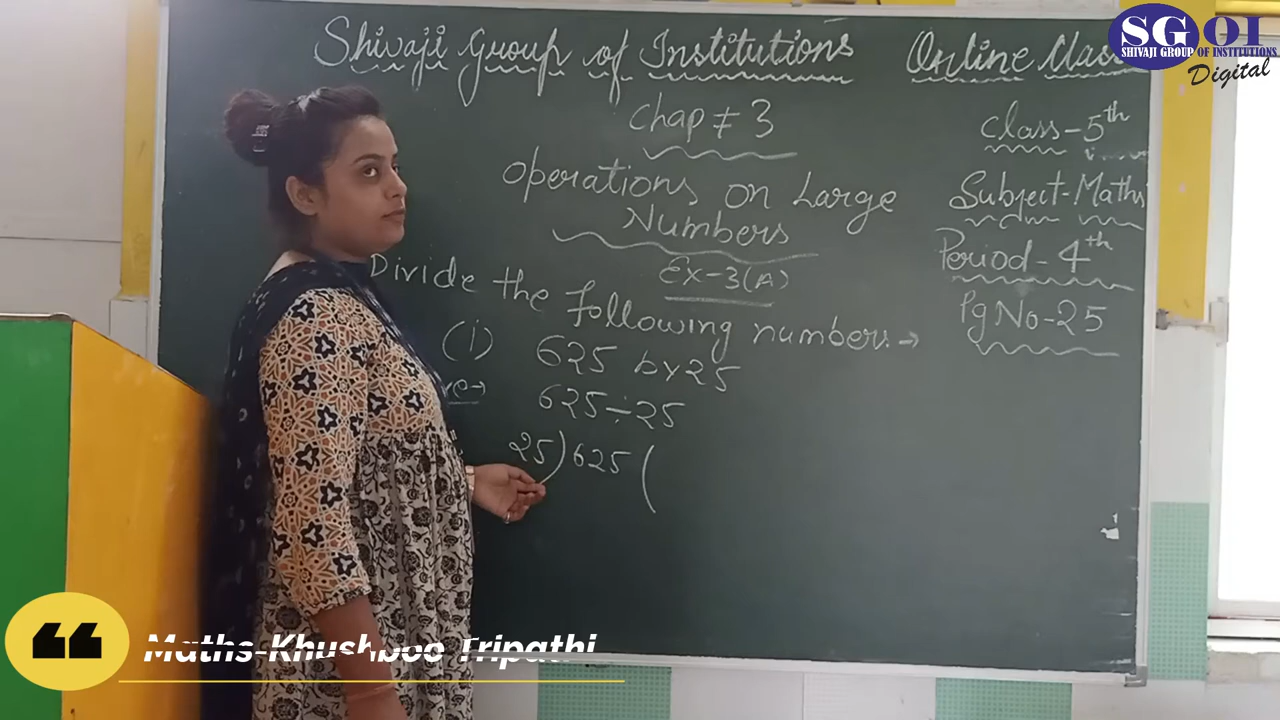 Shivaji Group of Institutions Online Class
Chap # 3
Operations on Large
Numbers
Ex-3(A)
Divide the following numbers:→
(i) 625 by 25
625÷25
25)625(
Class-5th
Subject-Maths
Period-4th
Pg No-25
SGOI
SHIVAJI GROUP OF INSTITUTIONS
Digital
Maths-Khushboo Tripathi